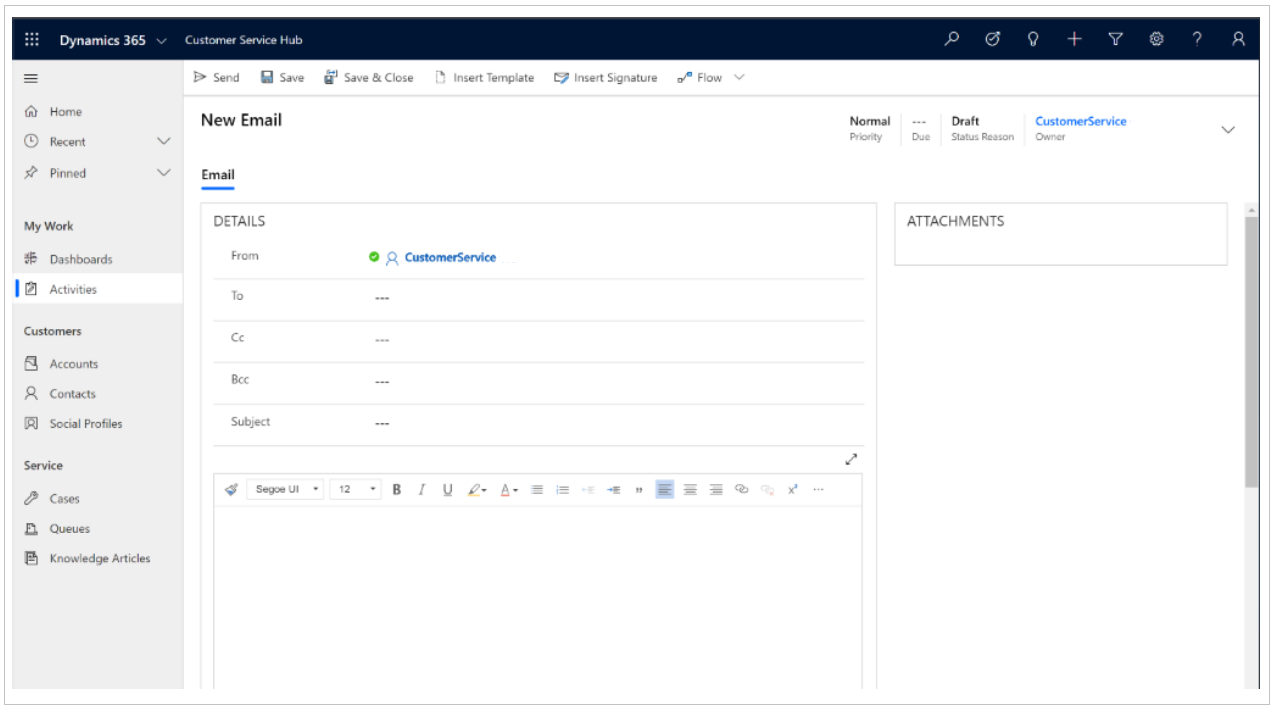 Dynamics 365 Customer Service Hub
Send Save Save & Close Insert Template Insert Signature Flow
Home
Recent
Pinned
My Work
Dashboards
Activities
Customers
Accounts
Contacts
Social Profiles
Service
Cases
Queues
Knowledge Articles
New Email
Normal --- Draft CustomerService
Priority Due Status Reason Owner
Email
DETAILS
From CustomerService
To ---
Cc ---
Bcc ---
Subject ---
Segoe UI 12 B I U A
ATTACHMENTS